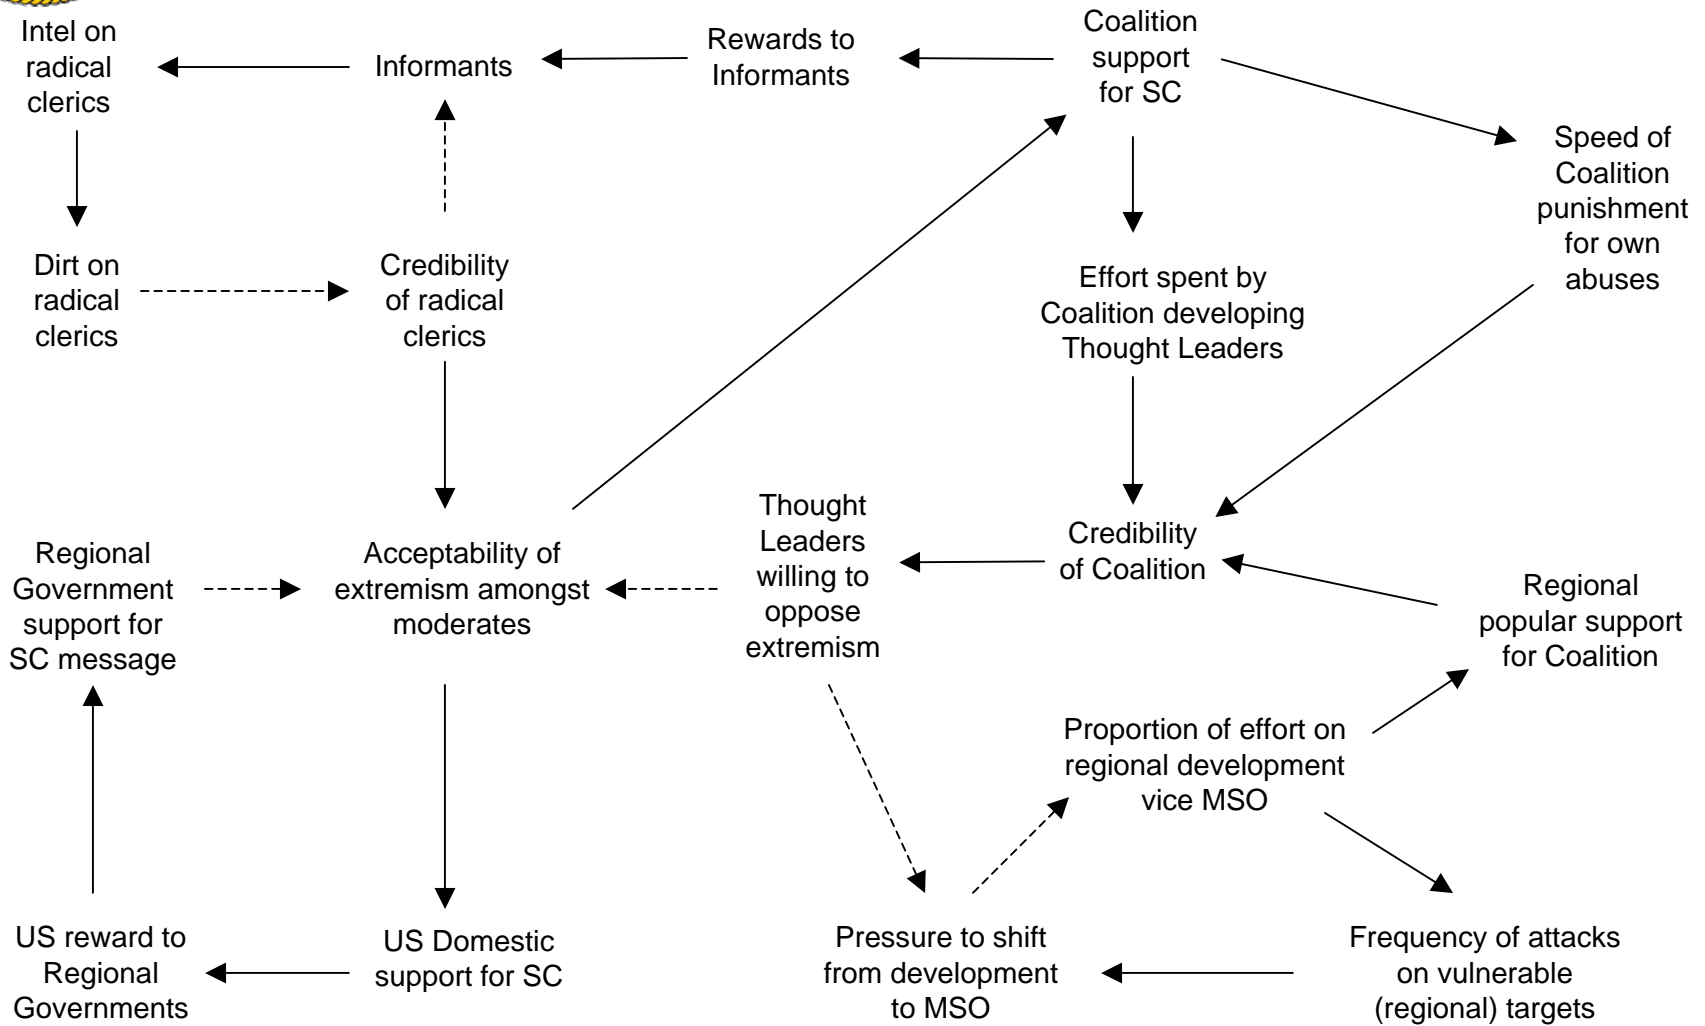 Intel on
radical
clerics
Informants
Rewards to
Informants
Coalition
support
for SC
Speed of
Coalition
punishment
for own
abuses
Dirt on
radical
clerics
Credibility
of radical
clerics
Effort spent by
Coalition developing
Thought Leaders
Regional
Government
support for
SC message
Acceptability of
extremism amongst
moderates
Thought
Leaders
willing to
oppose
extremism
Credibility
of Coalition
Regional
popular support
for Coalition
Proportion of effort on
regional development
vice MSO
US reward to
Regional
Governments
US Domestic
support for SC
Pressure to shift
from development
to MSO
Frequency of attacks
on vulnerable
(regional) targets